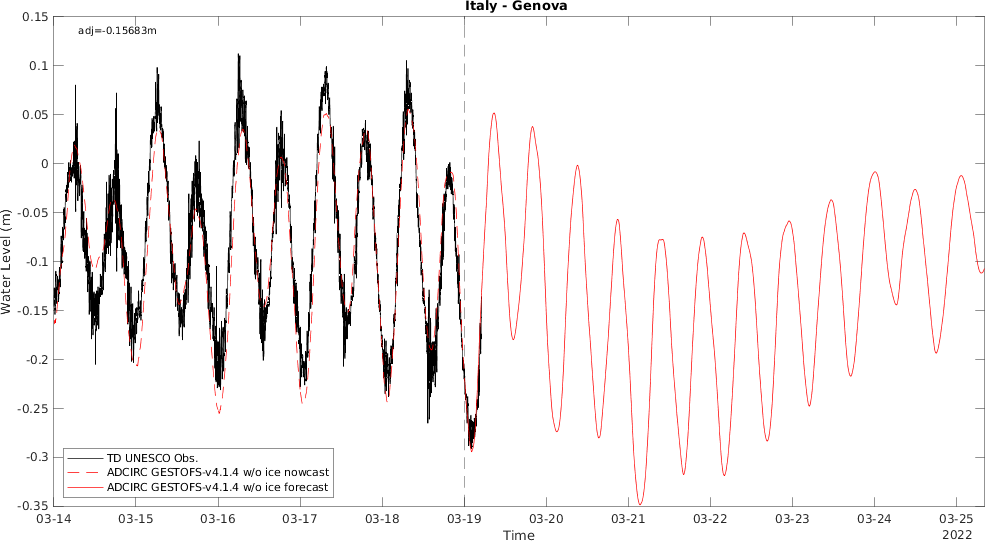 Italy - Genova
adj=-0.15683m
0.15
0.1
0.05
0
-0.05
-0.1
-0.15
-0.2
-0.25
-0.3
-0.35
Water Level (m)
TD UNESCO Obs.
ADCIRC GESTOFS-v4.1.4 w/o ice nowcast
ADCIRC GESTOFS-v4.1.4 w/o ice forecast
03-14 03-15 03-16 03-17 03-18 03-19 03-20 03-21 03-22 03-23 03-24 03-25
Time
2022